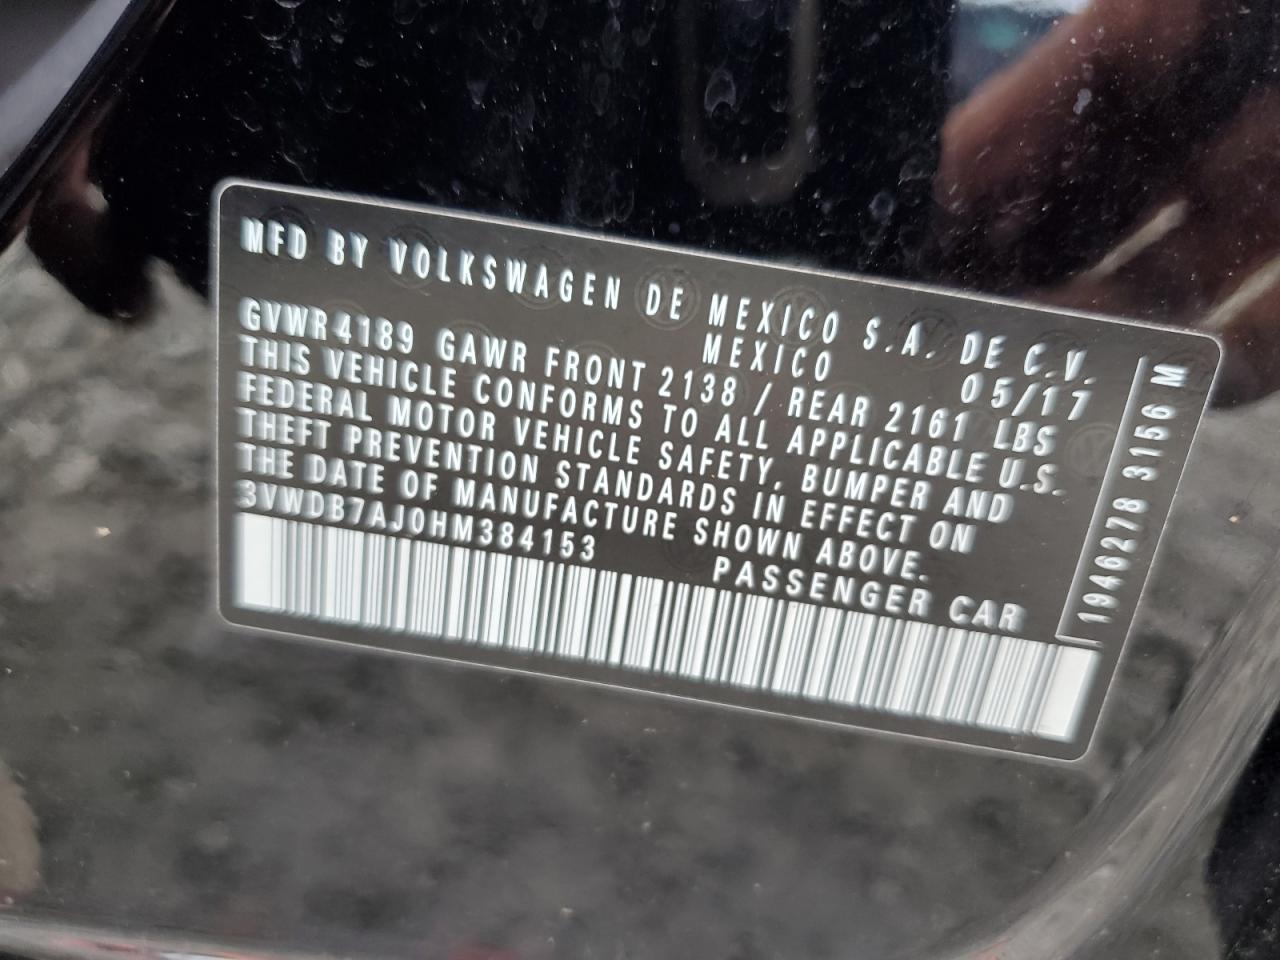 MFD BY VOLKSWAGEN DE MEXICO S.A. DE C.V.
MEXICO 05/17
GVWR4189 GAWR FRONT 2138 / REAR 2161 LBS
THIS VEHICLE CONFORMS TO ALL APPLICABLE U.S.
FEDERAL MOTOR VEHICLE SAFETY, BUMPER AND
THEFT PREVENTION STANDARDS IN EFFECT ON
THE DATE OF MANUFACTURE SHOWN ABOVE.
3VWDB7AJ0HM384153 PASSENGER CAR
1946278 3156 M